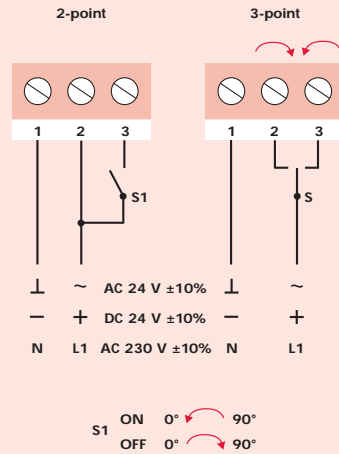 2-point 3-point
1 2 3 1 2 3
S1 S
⊥ ~ AC 24 V ±10% ⊥ ~
− + DC 24 V ±10% − +
N L1 AC 230 V ±10% N L1
S1 ON 0° 90°
OFF 0° 90°